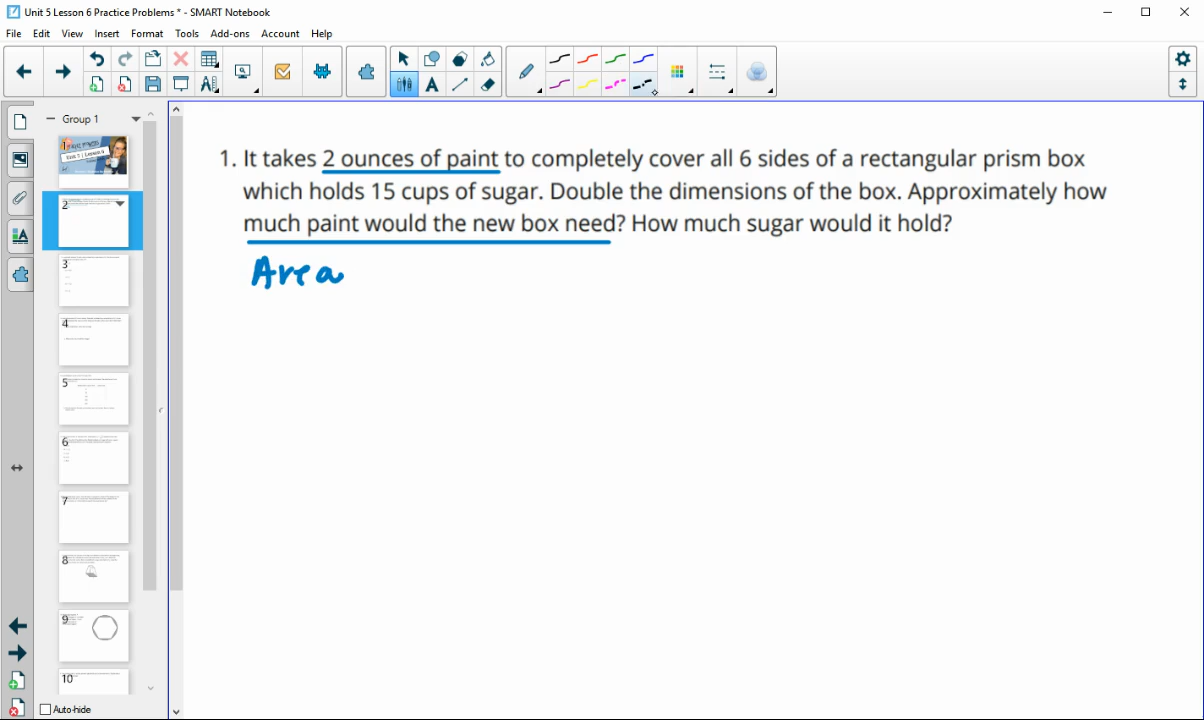 Unit 5 Lesson 6 Practice Problems * - SMART Notebook
File Edit View Insert Format Tools Add-ons Account Help
Group 1
1. It takes 2 ounces of paint to completely cover all 6 sides of a rectangular prism box
which holds 15 cups of sugar. Double the dimensions of the box. Approximately how
much paint would the new box need? How much sugar would it hold?
Area
2
3
4
5
6
7
8
9
10
Auto-hide